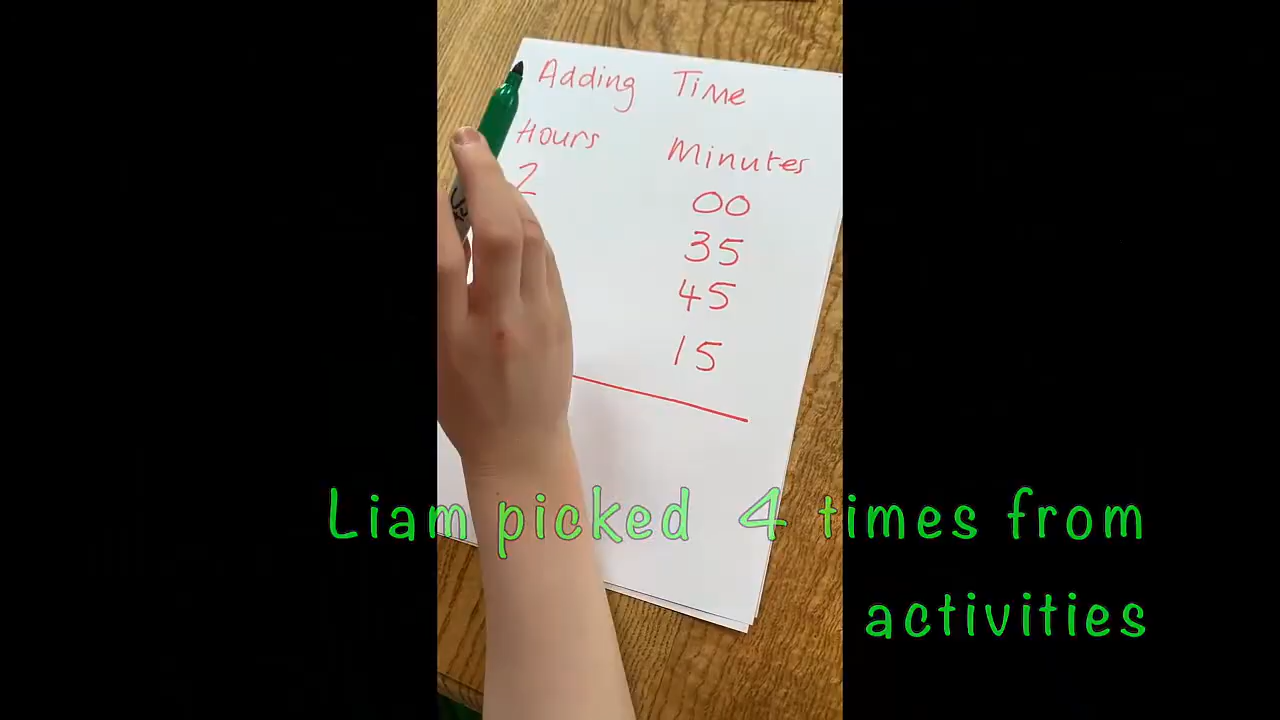 Adding Time
Hours Minutes
2 00
35
45
15
Liam picked 4 times from
activities